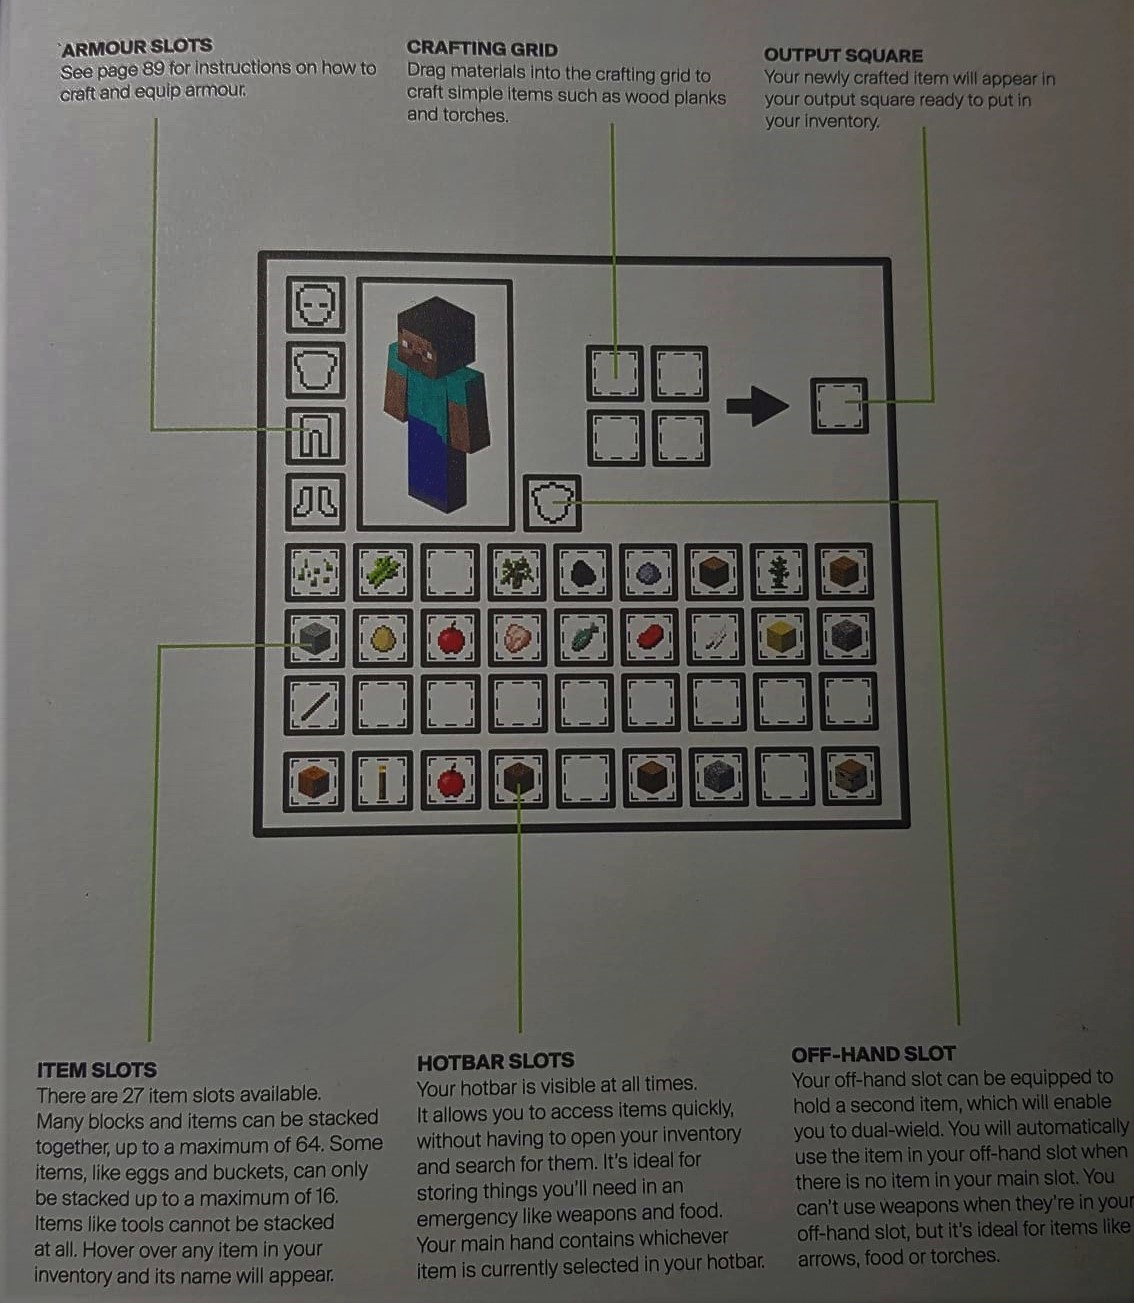 ARMOUR SLOTS
See page 89 for instructions on how to
craft and equip armour.
CRAFTING GRID
Drag materials into the crafting grid to
craft simple items such as wood planks
and torches.
OUTPUT SQUARE
Your newly crafted item will appear in
your output square ready to put in
your inventory.
ITEM SLOTS
There are 27 item slots available.
Many blocks and items can be stacked
together, up to a maximum of 64. Some
items, like eggs and buckets, can only
be stacked up to a maximum of 16.
Items like tools cannot be stacked
at all. Hover over any item in your
inventory and its name will appear.
HOTBAR SLOTS
Your hotbar is visible at all times.
It allows you to access items quickly,
without having to open your inventory
and search for them. It's ideal for
storing things you'll need in an
emergency like weapons and food.
Your main hand contains whichever
item is currently selected in your hotbar.
OFF-HAND SLOT
Your off-hand slot can be equipped to
hold a second item, which will enable
you to dual-wield. You will automatically
use the item in your off-hand slot when
there is no item in your main slot. You
can't use weapons when they're in your
off-hand slot, but it's ideal for items like
arrows, food or torches.